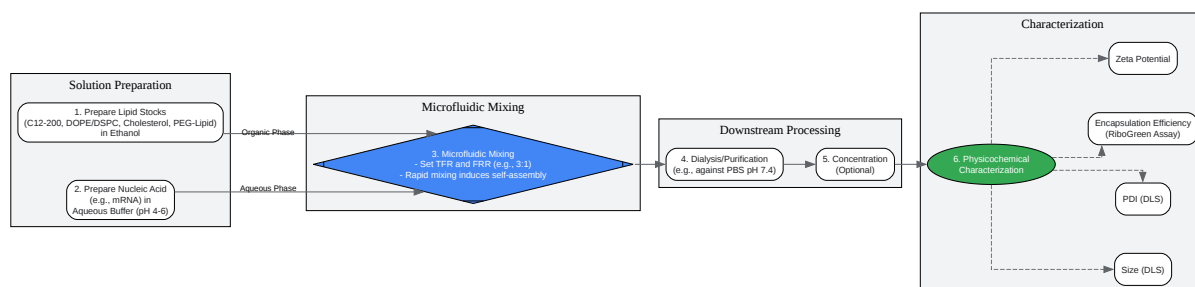 Solution Preparation
1. Prepare Lipid Stocks
(C12-200, DOPE/DSPC, Cholesterol, PEG-Lipid)
in Ethanol
2. Prepare Nucleic Acid
(e.g., mRNA) in
Aqueous Buffer (pH 4-6)
Organic Phase
Aqueous Phase
Microfluidic Mixing
3. Microfluidic Mixing
- Set TFR and FRR (e.g., 3:1)
- Rapid mixing induces self-assembly
Downstream Processing
4. Dialysis/Purification
(e.g., against PBS pH 7.4)
5. Concentration
(Optional)
Characterization
6. Physicochemical
Characterization
Zeta Potential
Encapsulation Efficiency
(RiboGreen Assay)
PDI (DLS)
Size (DLS)